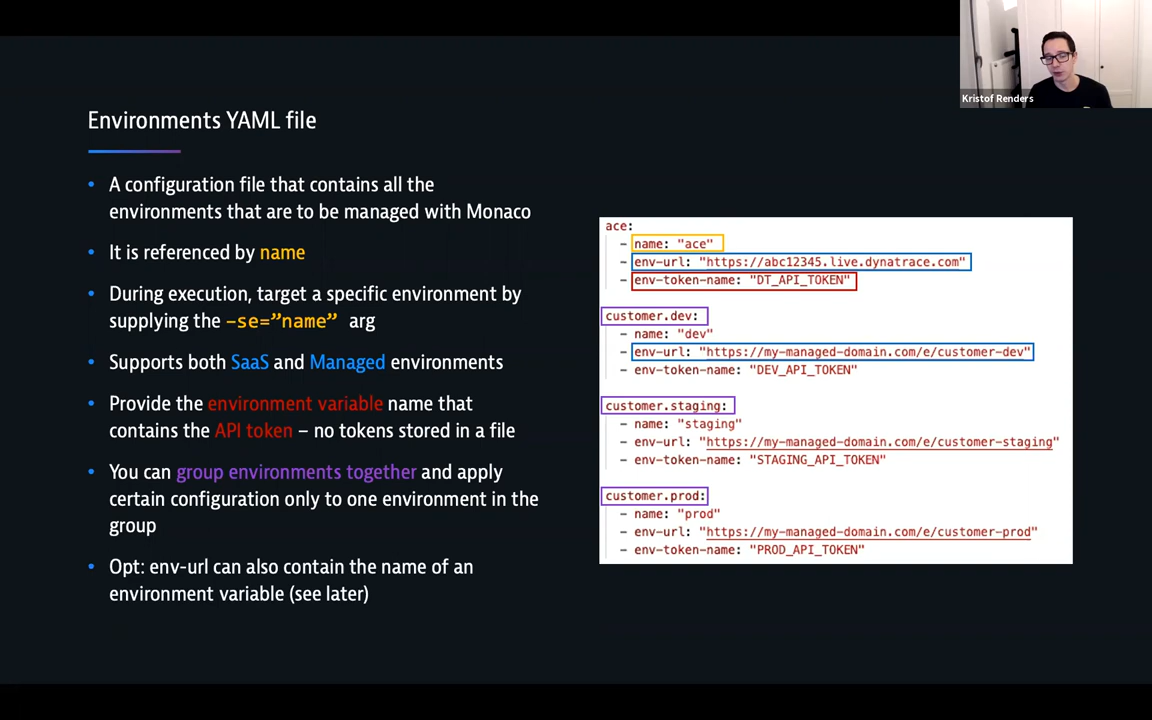 Kristof Renders
Environments YAML file
• A configuration file that contains all the
environments that are to be managed with Monaco
• It is referenced by name
• During execution, target a specific environment by
supplying the –se=”name” arg
• Supports both SaaS and Managed environments
• Provide the environment variable name that
contains the API token – no tokens stored in a file
• You can group environments together and apply
certain configuration only to one environment in the
group
• Opt: env-url can also contain the name of an
environment variable (see later)
ace:
– name: "ace"
– env-url: "https://abc12345.live.dynatrace.com"
– env-token-name: "DT_API_TOKEN"
customer.dev:
– name: "dev"
– env-url: "https://my-managed-domain.com/e/customer-dev"
– env-token-name: "DEV_API_TOKEN"
customer.staging:
– name: "staging"
– env-url: "https://my-managed-domain.com/e/customer-staging"
– env-token-name: "STAGING_API_TOKEN"
customer.prod:
– name: "prod"
– env-url: "https://my-managed-domain.com/e/customer-prod"
– env-token-name: "PROD_API_TOKEN"